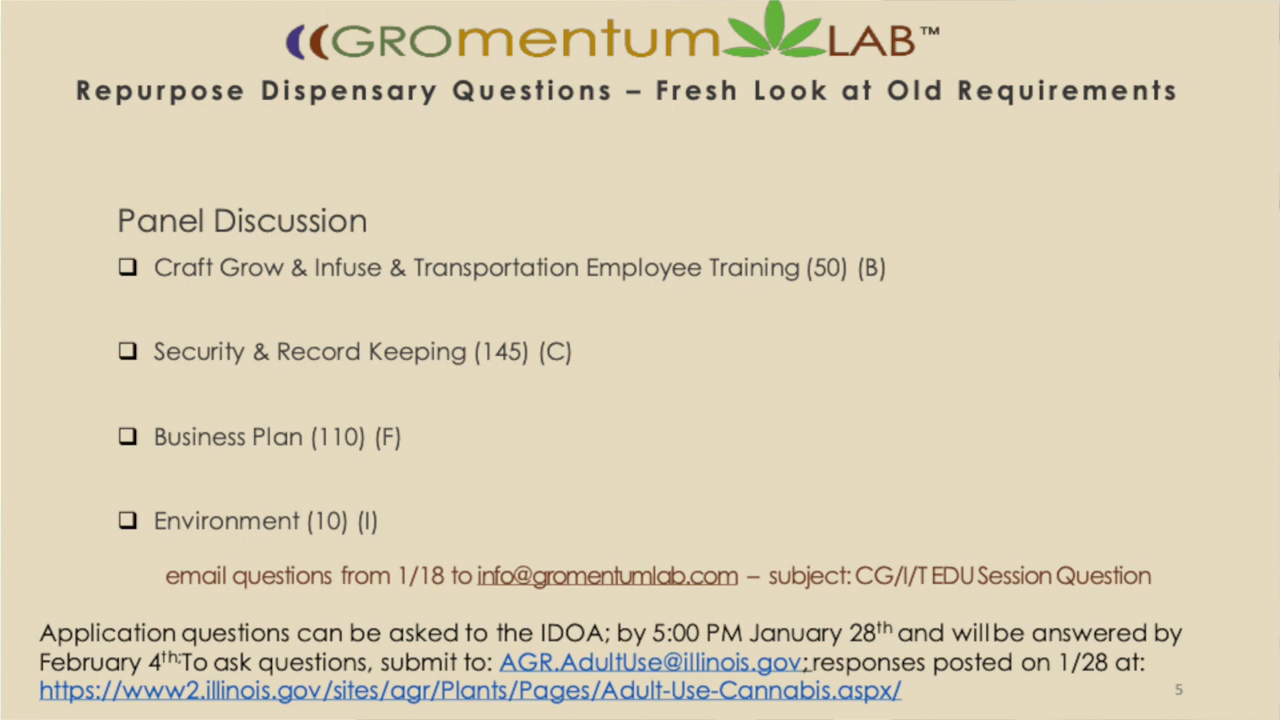 ((GROmentum LAB™
Repurpose Dispensary Questions – Fresh Look at Old Requirements
Panel Discussion
❑ Craft Grow & Infuse & Transportation Employee Training (50) (B)
❑ Security & Record Keeping (145) (C)
❑ Business Plan (110) (F)
❑ Environment (10) (I)
email questions from 1/18 to info@gromentumlab.com – subject: CG/I/T EDU Session Question
Application questions can be asked to the IDOA; by 5:00 PM January 28th and will be answered by
February 4th; To ask questions, submit to: AGR.AdultUse@illinois.gov; responses posted on 1/28 at:
https://www2.illinois.gov/sites/agr/Plants/Pages/Adult-Use-Cannabis.aspx/
5